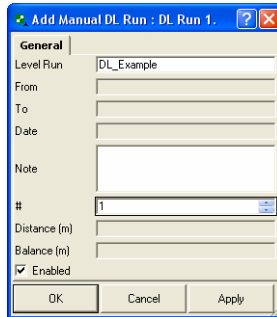 Add Manual DL Run : DL Run 1.
General
Level Run DL_Example
From
To
Date
Note
# 1
Distance (m)
Balance (m)
Enabled
OK Cancel Apply